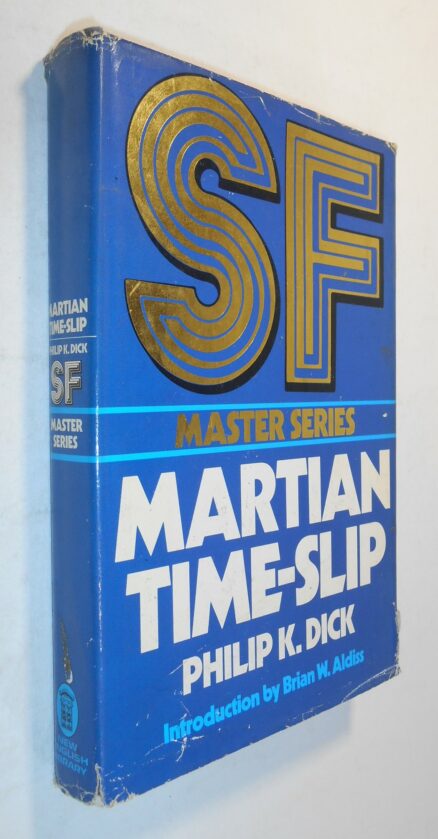 MARTIAN
TIME-SLIP
PHILIP K. DICK
SF
MASTER
SERIES
NEW
ENGLISH
LIBRARY
SF
MASTER SERIES
MARTIAN
TIME-SLIP
PHILIP K. DICK
Introduction by Brian W. Aldiss